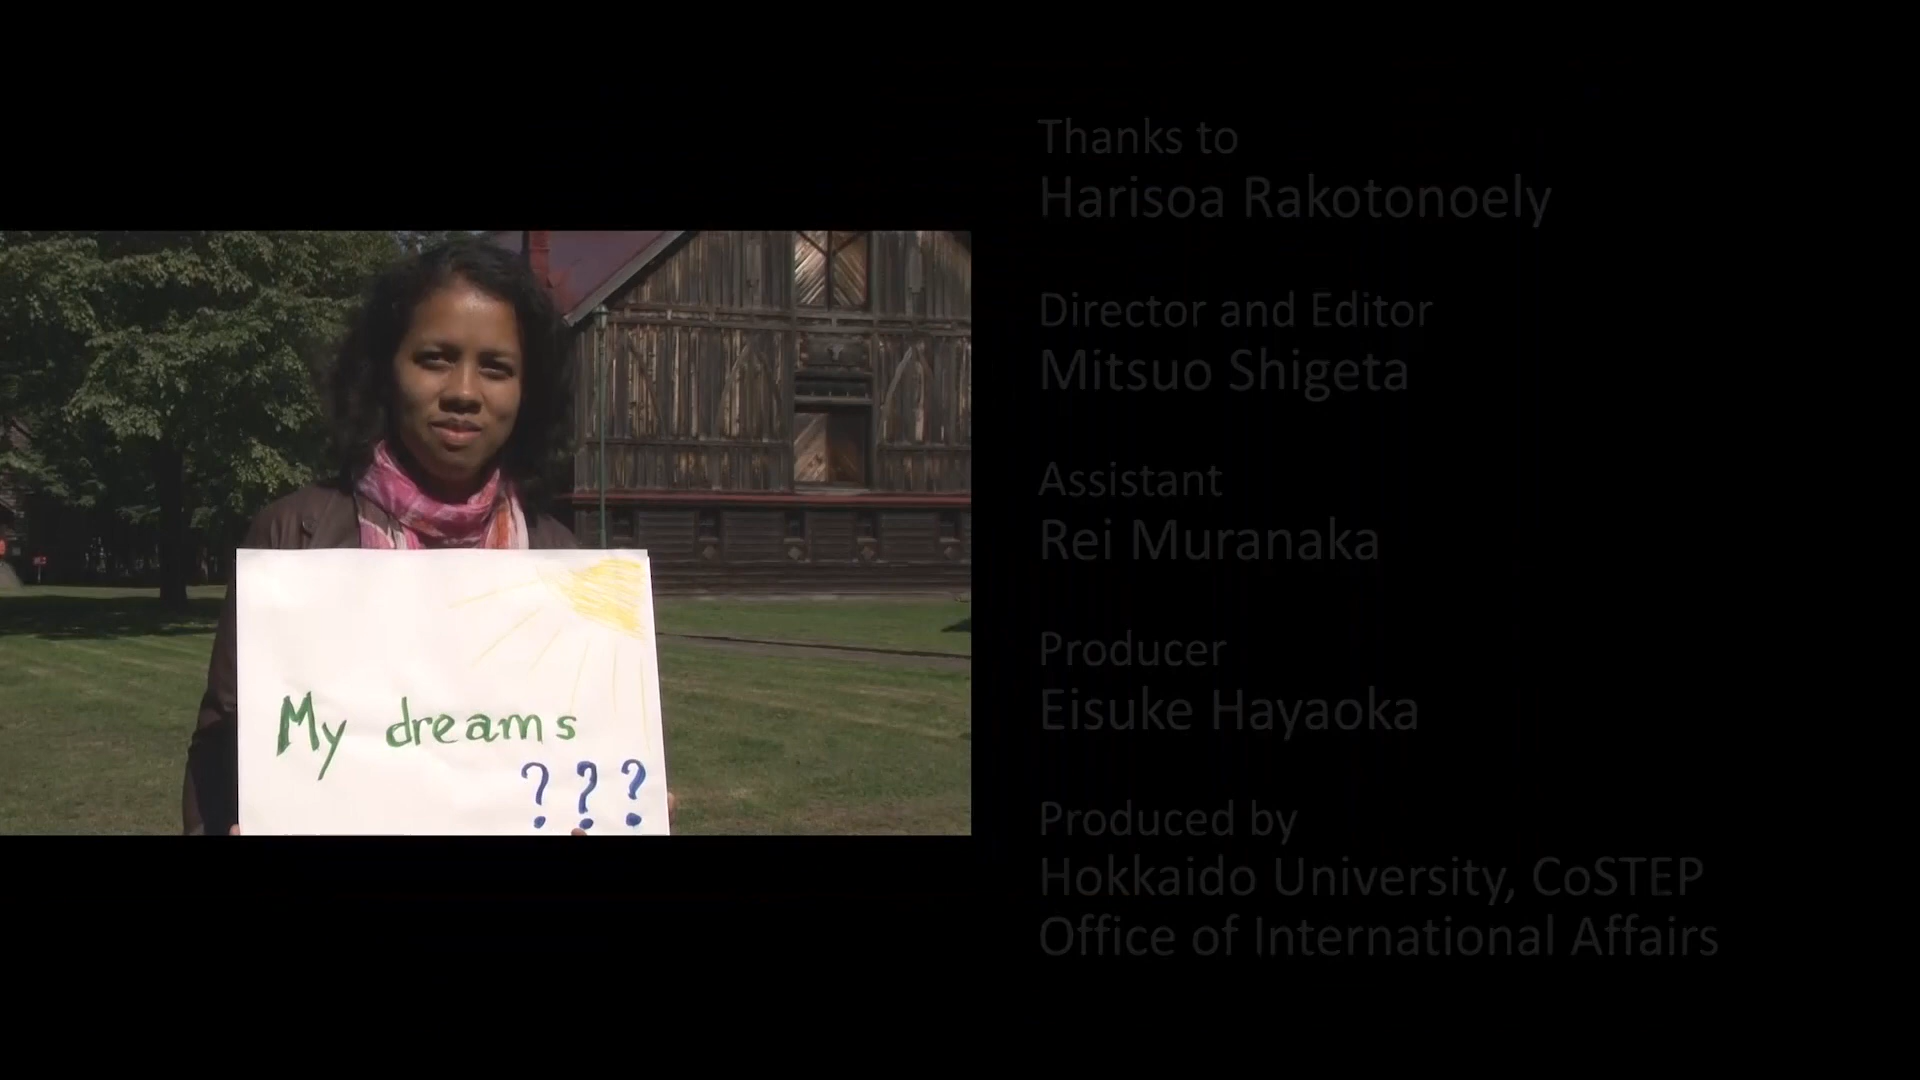 My dreams
? ? ?
Thanks to
Harisoa Rakotonoely
Director and Editor
Mitsuo Shigeta
Assistant
Rei Muranaka
Producer
Eisuke Hayaoka
Produced by
Hokkaido University, CoSTEP
Office of International Affairs